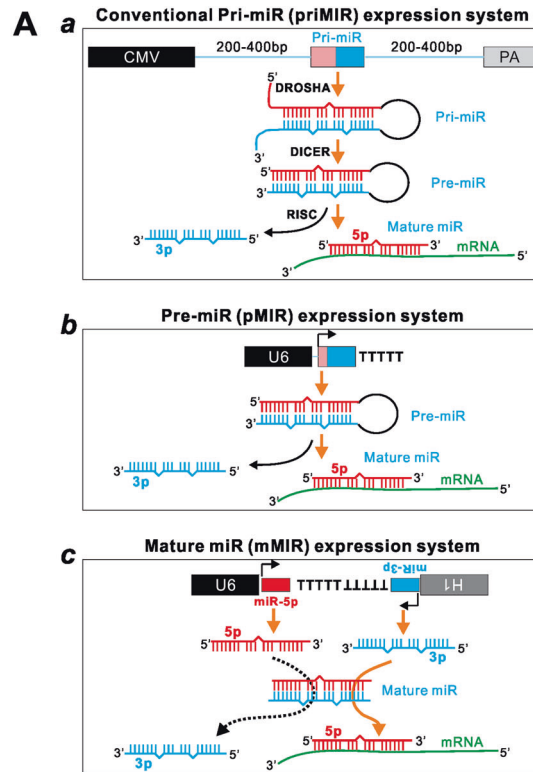 A
Conventional Pri-miR (priMIR) expression system
a
Pri-miR
200-400bp 200-400bp
CMV PA
5'
DROSHA
Pri-miR
3'
DICER
5'
Pre-miR
3'
RISC
Mature miR
3' 5' 5' 5p 3' mRNA
3p
3' 5'
Pre-miR (pMIR) expression system
b
U6 TTTTT
5'
Pre-miR
3'
Mature miR
3' 5' 5' 5p 3' mRNA
3p
3' 5'
Mature miR (mMIR) expression system
c
miR-3p
U6 TTTTT TTTTT H1
miR-5p
5p
5' 3' 3' 5'
3p
Mature miR
5p
3' 5' 5' 3' mRNA
3p
3' 5'